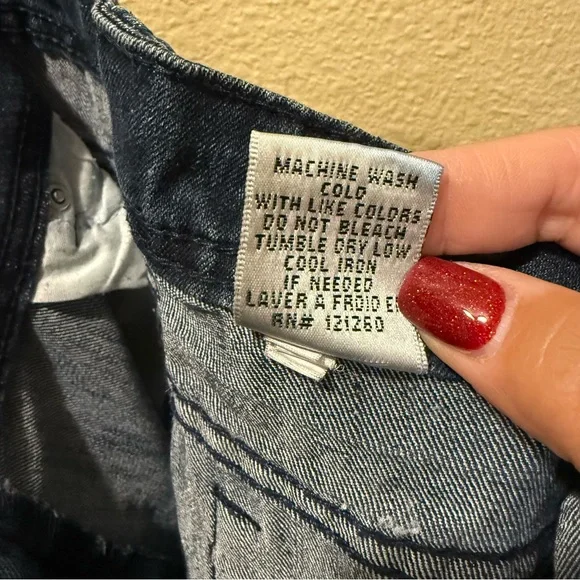 MACHINE WASH
COLD
WITH LIKE COLORS
DO NOT BLEACH
TUMBLE DRY LOW
COOL IRON
IF NEEDED
LAVER A FROID
RN# 121260